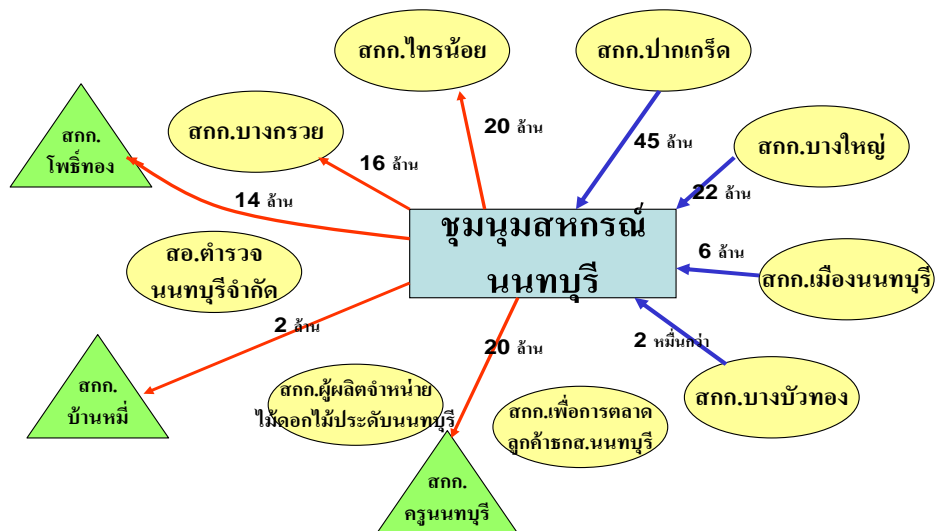 สกก.ไทรน้อย
สกก.ปากเกร็ด
สกก.
โพธิ์ทอง
สกก.บางกรวย
20 ล้าน
45 ล้าน
สกก.บางใหญ่
16 ล้าน
14 ล้าน
22 ล้าน
ชุมนุมสหกรณ์
นนทบุรี
สอ.ตำรวจ
นนทบุรีจำกัด
6 ล้าน
สกก.เมืองนนทบุรี
2 ล้าน
20 ล้าน
2 หมื่นกว่า
สกก.
บ้านหมี่
สกก.ผู้ผลิตจำหน่าย
ไม้ดอกไม้ประดับนนทบุรี
สกก.เพื่อการตลาด
ลูกค้าธกส.นนทบุรี
สกก.บางบัวทอง
สกก.
ครูนนทบุรี